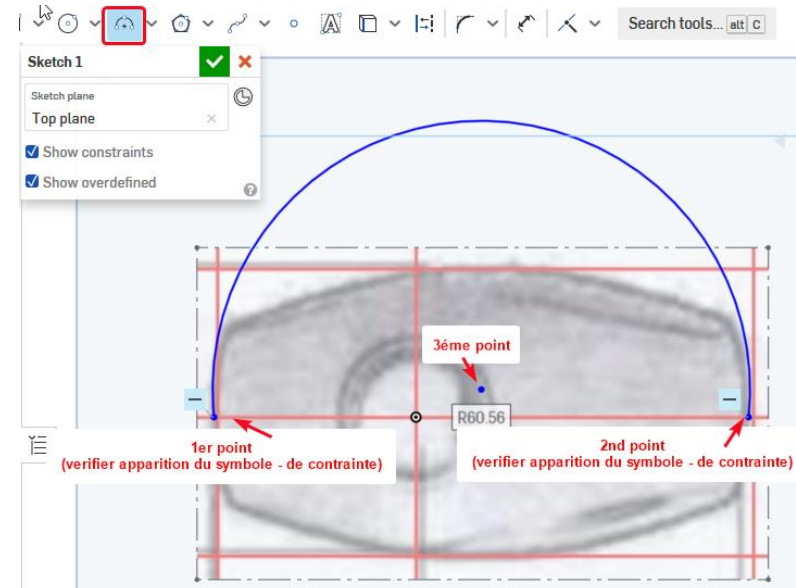 Search tools... alt C
Sketch 1
Sketch plane
Top plane
Show constraints
Show overdefined
3éme point
R60.56
1er point
(verifier apparition du symbole - de contrainte)
2nd point
(verifier apparition du symbole - de contrainte)